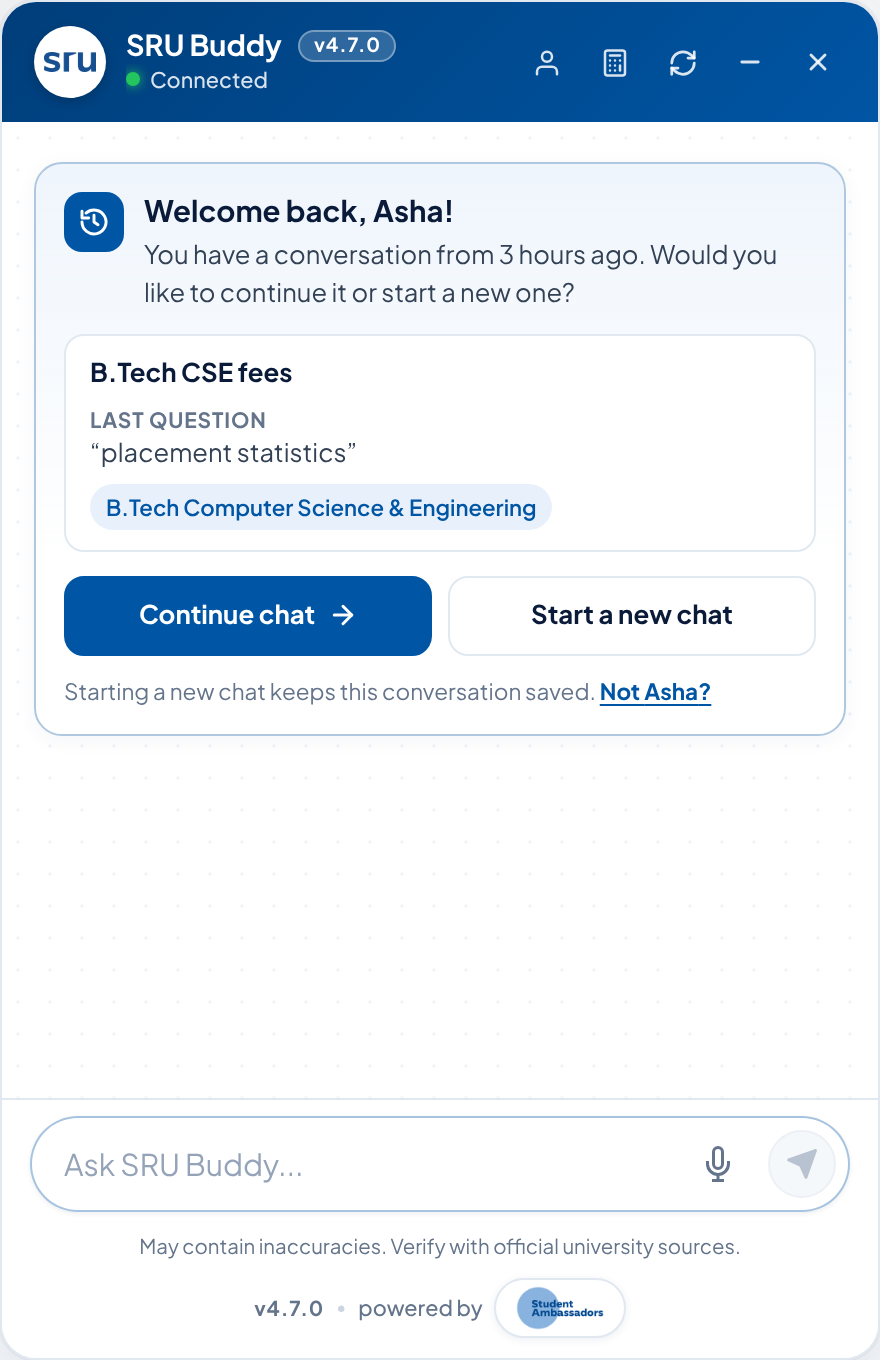 sru
SRU Buddy
v4.7.0
Connected
Welcome back, Asha!
You have a conversation from 3 hours ago. Would you
like to continue it or start a new one?
B.Tech CSE fees
LAST QUESTION
“placement statistics”
B.Tech Computer Science & Engineering
Continue chat →
Start a new chat
Starting a new chat keeps this conversation saved. Not Asha?
Ask SRU Buddy...
May contain inaccuracies. Verify with official university sources.
v4.7.0 • powered by
Student
Ambassadors